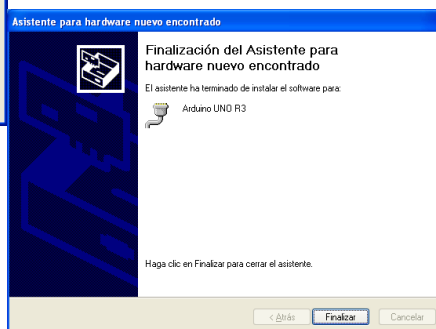 Asistente para hardware nuevo encontrado
Finalización del Asistente para
hardware nuevo encontrado
El asistente ha terminado de instalar el software para:
Arduino UNO R3
Haga clic en Finalizar para cerrar el asistente.
< Atrás Finalizar Cancelar